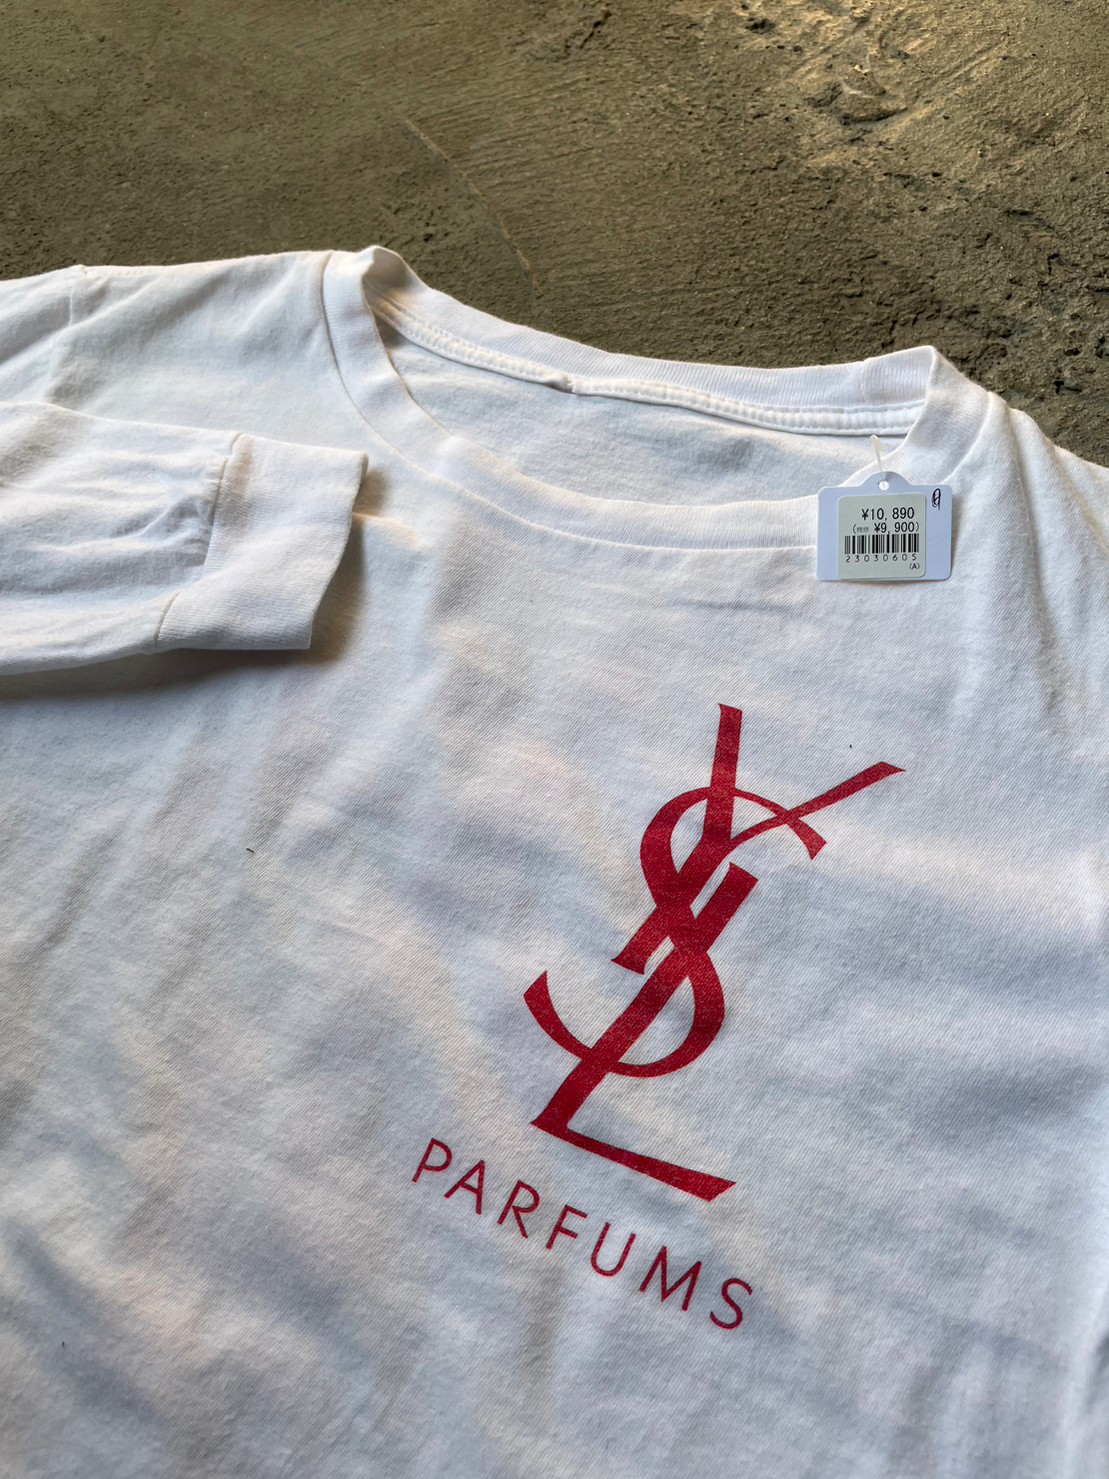 ¥10,890
(税抜 ¥9,900)
23030605
(A)
YSL
PARFUMS